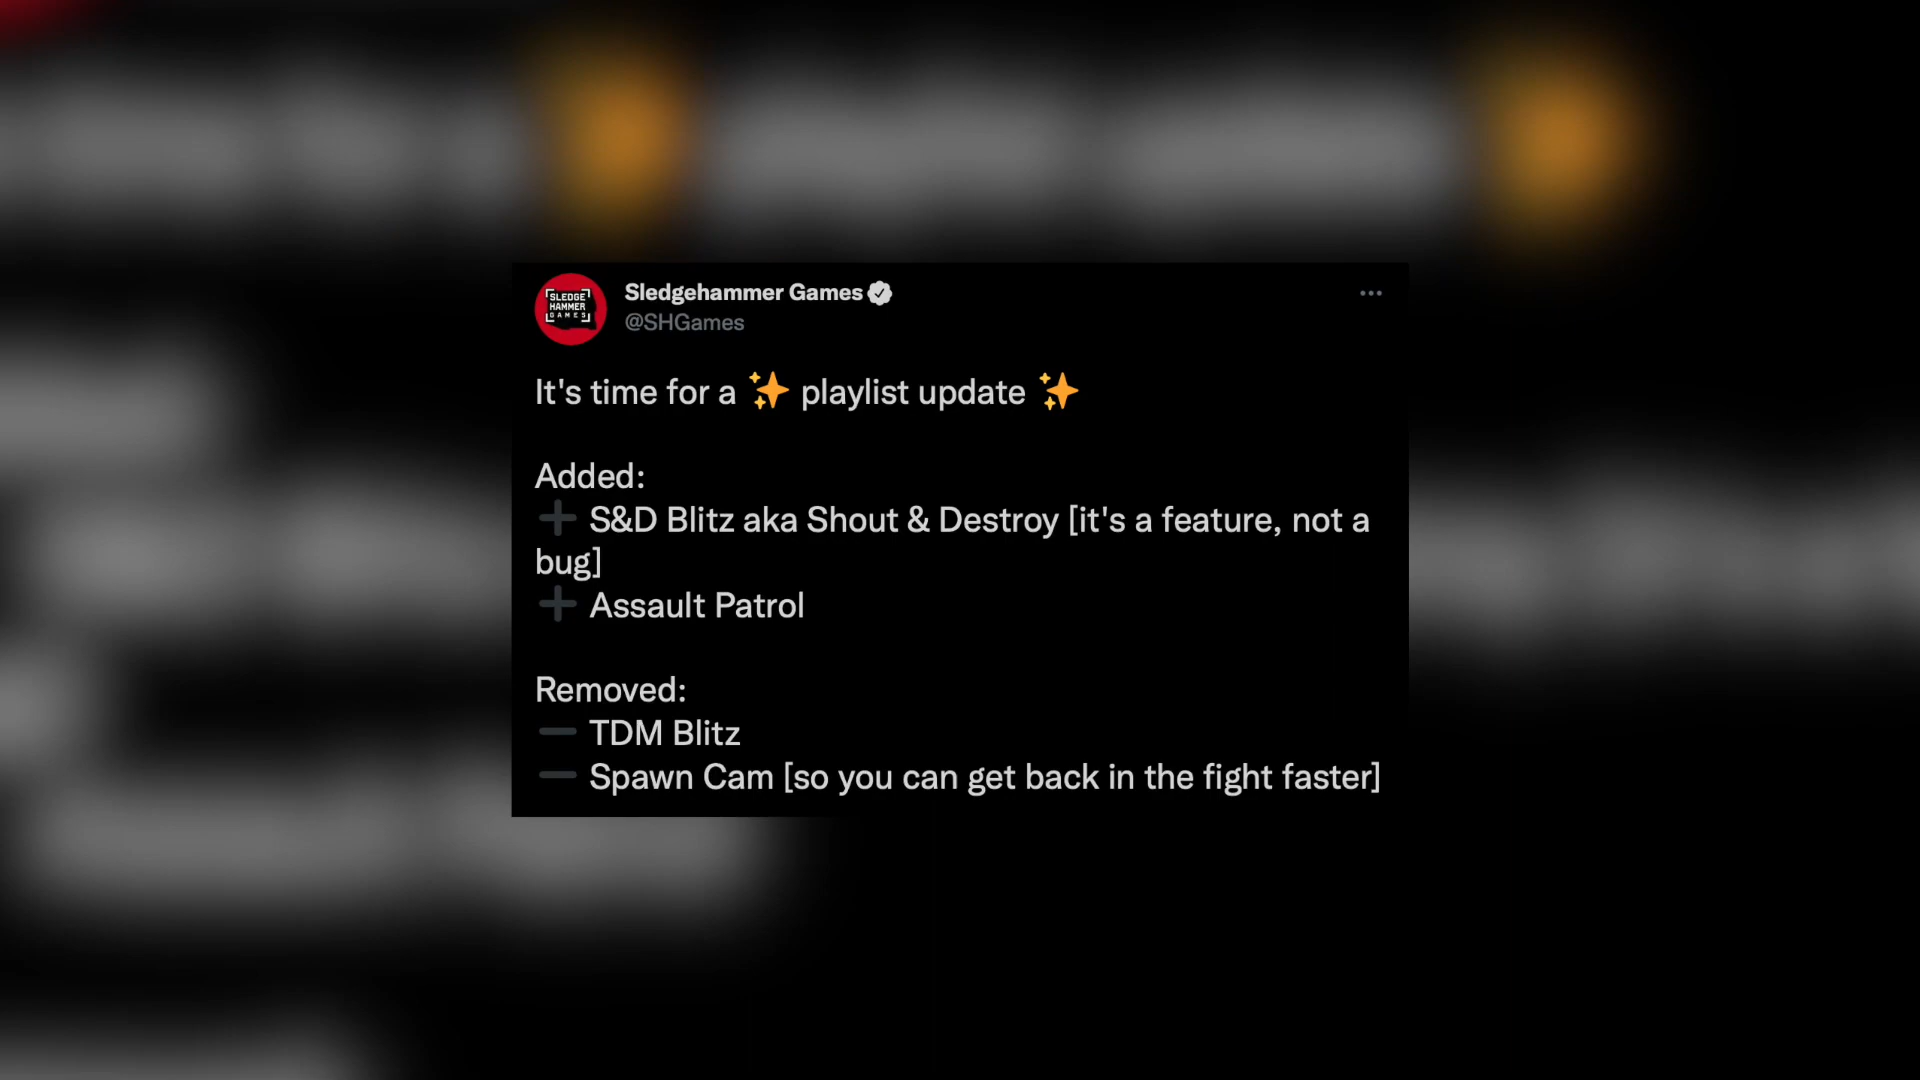 SLEDGE
HAMMER
GAMES
Sledgehammer Games
@SHGames
It's time for a ✨ playlist update ✨
Added:
➕ S&D Blitz aka Shout & Destroy [it's a feature, not a
bug]
➕ Assault Patrol
Removed:
➖ TDM Blitz
➖ Spawn Cam [so you can get back in the fight faster]